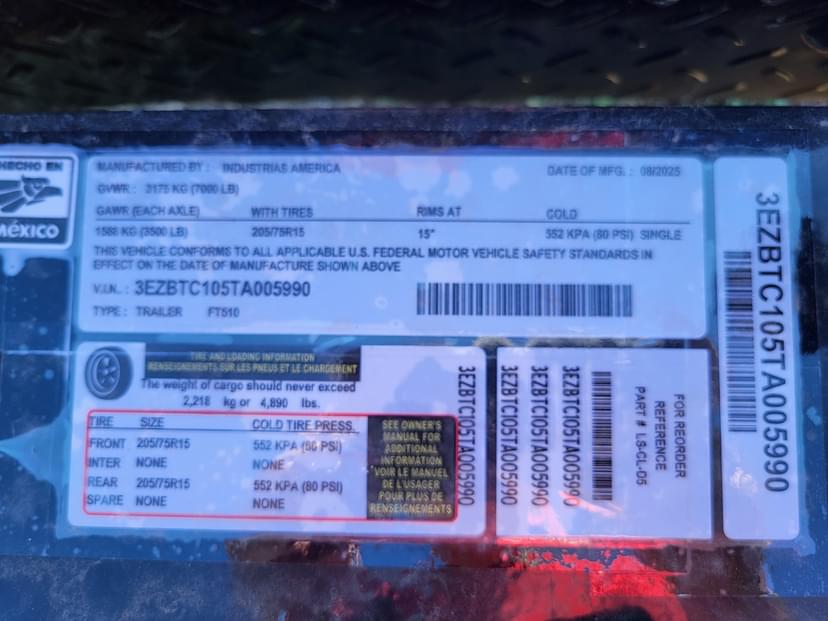 HECHO EN
MÉXICO
MANUFACTURED BY : INDUSTRIAS AMERICA DATE OF MFG. : 08/2025
GVWR : 3175 KG (7000 LB)
GAWR (EACH AXLE) WITH TIRES RIMS AT COLD
1588 KG (3500 LB) 205/75R15 15" 552 KPA (80 PSI) SINGLE
THIS VEHICLE CONFORMS TO ALL APPLICABLE U.S. FEDERAL MOTOR VEHICLE SAFETY STANDARDS IN
EFFECT ON THE DATE OF MANUFACTURE SHOWN ABOVE
V.I.N. : 3EZBTC105TA005990
TYPE : TRAILER FT510
3EZBTC105TA005990
TIRE AND LOADING INFORMATION
RENSEIGNEMENTS SUR LES PNEUS ET LE CHARGEMENT
The weight of cargo should never exceed
2,218 kg or 4,890 lbs.
TIRE SIZE COLD TIRE PRESS.
FRONT 205/75R15 552 KPA (80 PSI)
INTER NONE NONE
REAR 205/75R15 552 KPA (80 PSI)
SPARE NONE NONE
SEE OWNER'S
MANUAL FOR
ADDITIONAL
INFORMATION
VOIR LE MANUEL
DE L'USAGER
POUR PLUS DE
RENSEIGNEMENTS
3EZBTC105TA005990
3EZBTC105TA005990
3EZBTC105TA005990
3EZBTC105TA005990
FOR REORDER
REFERENCE
PART # LS-CL-D5